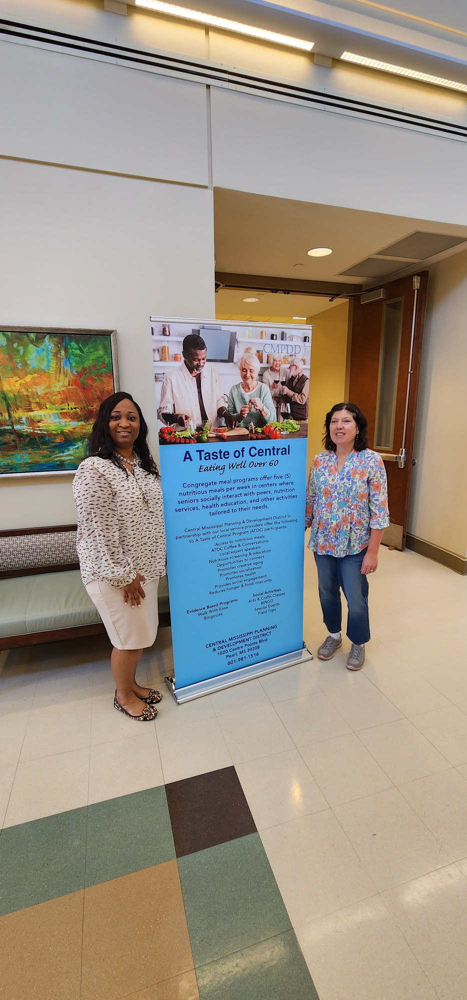 CMPDD
A Taste of Central
Eating Well Over 60
Congregate meal programs offer five (5)
nutritious meals per week in centers where
seniors socially interact with peers, nutrition
services, health education, and other activities
tailored to their needs.
Central Mississippi Planning & Development District in
partnership with our local service providers offer the following
to A Taste of Central Program (ATOC) participants.
Access to nutritious meals
ATOC Coffee & Conversations
Local expert speakers
Nutritious screening & education
Opportunities to connect
Promotes creative aging
Promotes socialization
Promotes health
Provides social engagement
Reduces hunger & food insecurity
Evidence Based Programs
Walk With Ease
Bingocize
Social Activities
Arts & Crafts Classes
BINGO
Special Events
Field Trips
CENTRAL MISSISSIPPI PLANNING
& DEVELOPMENT DISTRICT
1020 Centre Pointe Blvd
Pearl, MS 39208
601-981-1516